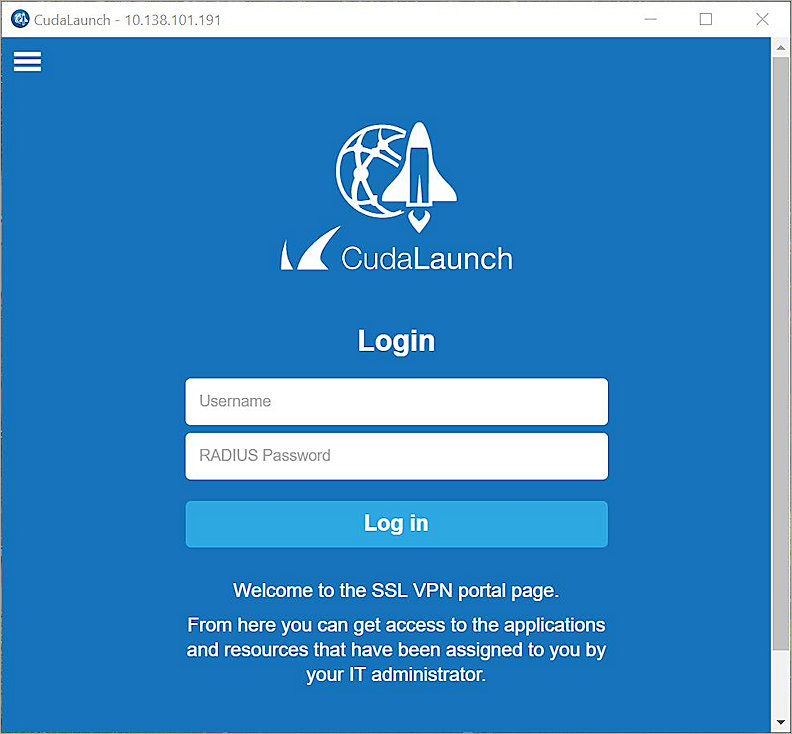 CudaLaunch - 10.138.101.191
CudaLaunch
Login
Username
RADIUS Password
Log in
Welcome to the SSL VPN portal page.
From here you can get access to the applications
and resources that have been assigned to you by
your IT administrator.